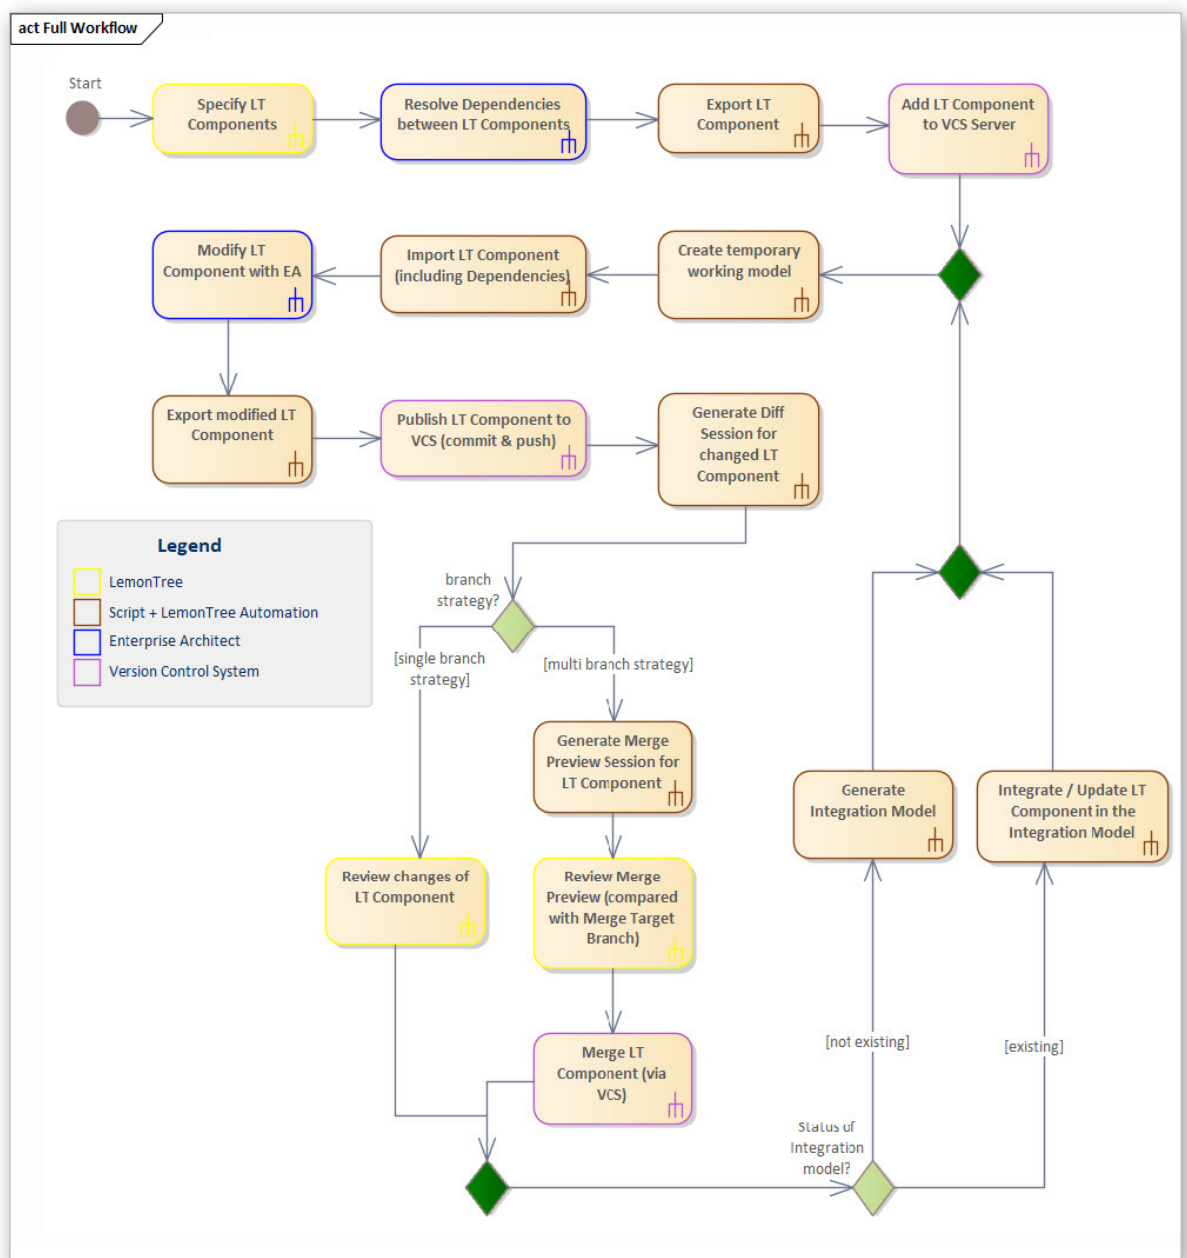 act Full Workflow
Start
Specify LT
Components
Resolve Dependencies
between LT Components
Export LT
Component
Add LT Component
to VCS Server
Modify LT
Component with EA
Import LT Component
(including Dependencies)
Create temporary
working model
Export modified LT
Component
Publish LT Component to
VCS (commit & push)
Generate Diff
Session for
changed LT
Component
Legend
LemonTree
Script + LemonTree Automation
Enterprise Architect
Version Control System
branch
strategy?
[single branch
strategy]
[multi branch strategy]
Generate Merge
Preview Session for
LT Component
Generate
Integration Model
Integrate / Update LT
Component in the
Integration Model
Review changes of
LT Component
Review Merge
Preview (compared
with Merge Target
Branch)
[not existing]
[existing]
Merge LT
Component (via
VCS)
Status of
Integration
model?